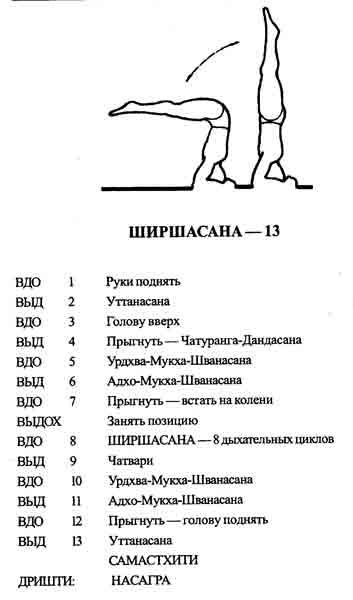 ШИРШАСАНА — 13
ВДО 1 Руки поднять
ВЫД 2 Уттанасана
ВДО 3 Голову вверх
ВЫД 4 Прыгнуть — Чатуранга-Дандасана
ВДО 5 Урдхва-Мукха-Шванасана
ВЫД 6 Адхо-Мукха-Шванасана
ВДО 7 Прыгнуть — встать на колени
ВЫДОХ Занять позицию
ВДО 8 ШИРШАСАНА — 8 дыхательных циклов
ВЫД 9 Чатвари
ВДО 10 Урдхва-Мукха-Шванасана
ВЫД 11 Адхо-Мукха-Шванасана
ВДО 12 Прыгнуть — голову поднять
ВЫД 13 Уттанасана
САМАСТХИТИ
ДРИШТИ: НАСАГРА